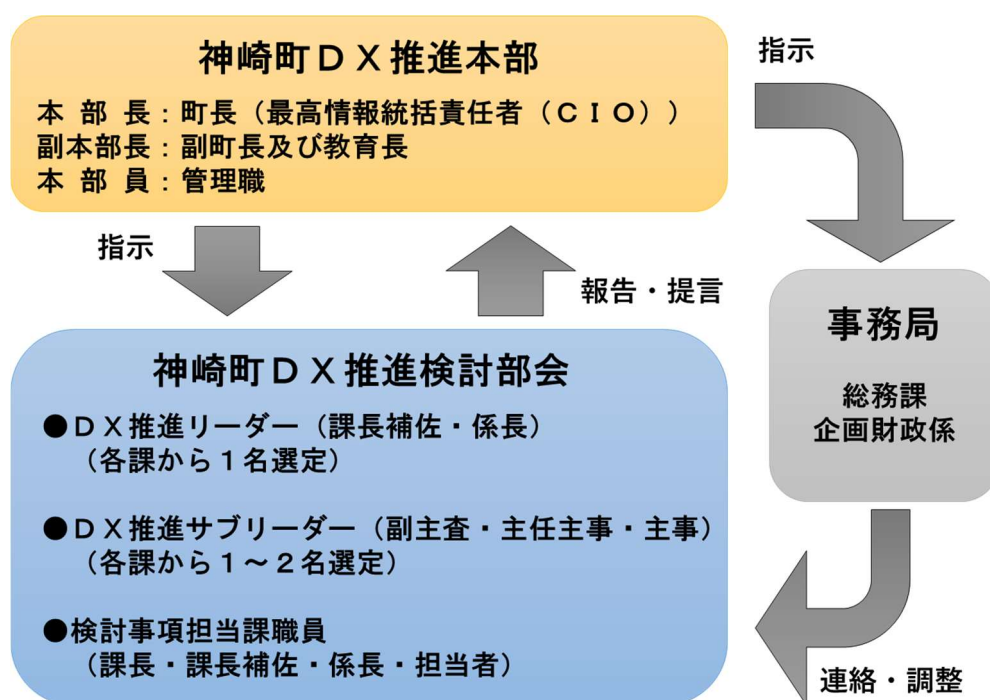 神崎町ＤＸ推進本部
本 部 長：町長（最高情報統括責任者（ＣＩＯ））
副本部長：副町長及び教育長
本 部 員：管理職
指示
指示
報告・提言
神崎町ＤＸ推進検討部会
●ＤＸ推進リーダー（課長補佐・係長）
（各課から１名選定）
●ＤＸ推進サブリーダー（副主査・主任主事・主事）
（各課から１～２名選定）
●検討事項担当課職員
（課長・課長補佐・係長・担当者）
事務局
総務課
企画財政係
連絡・調整